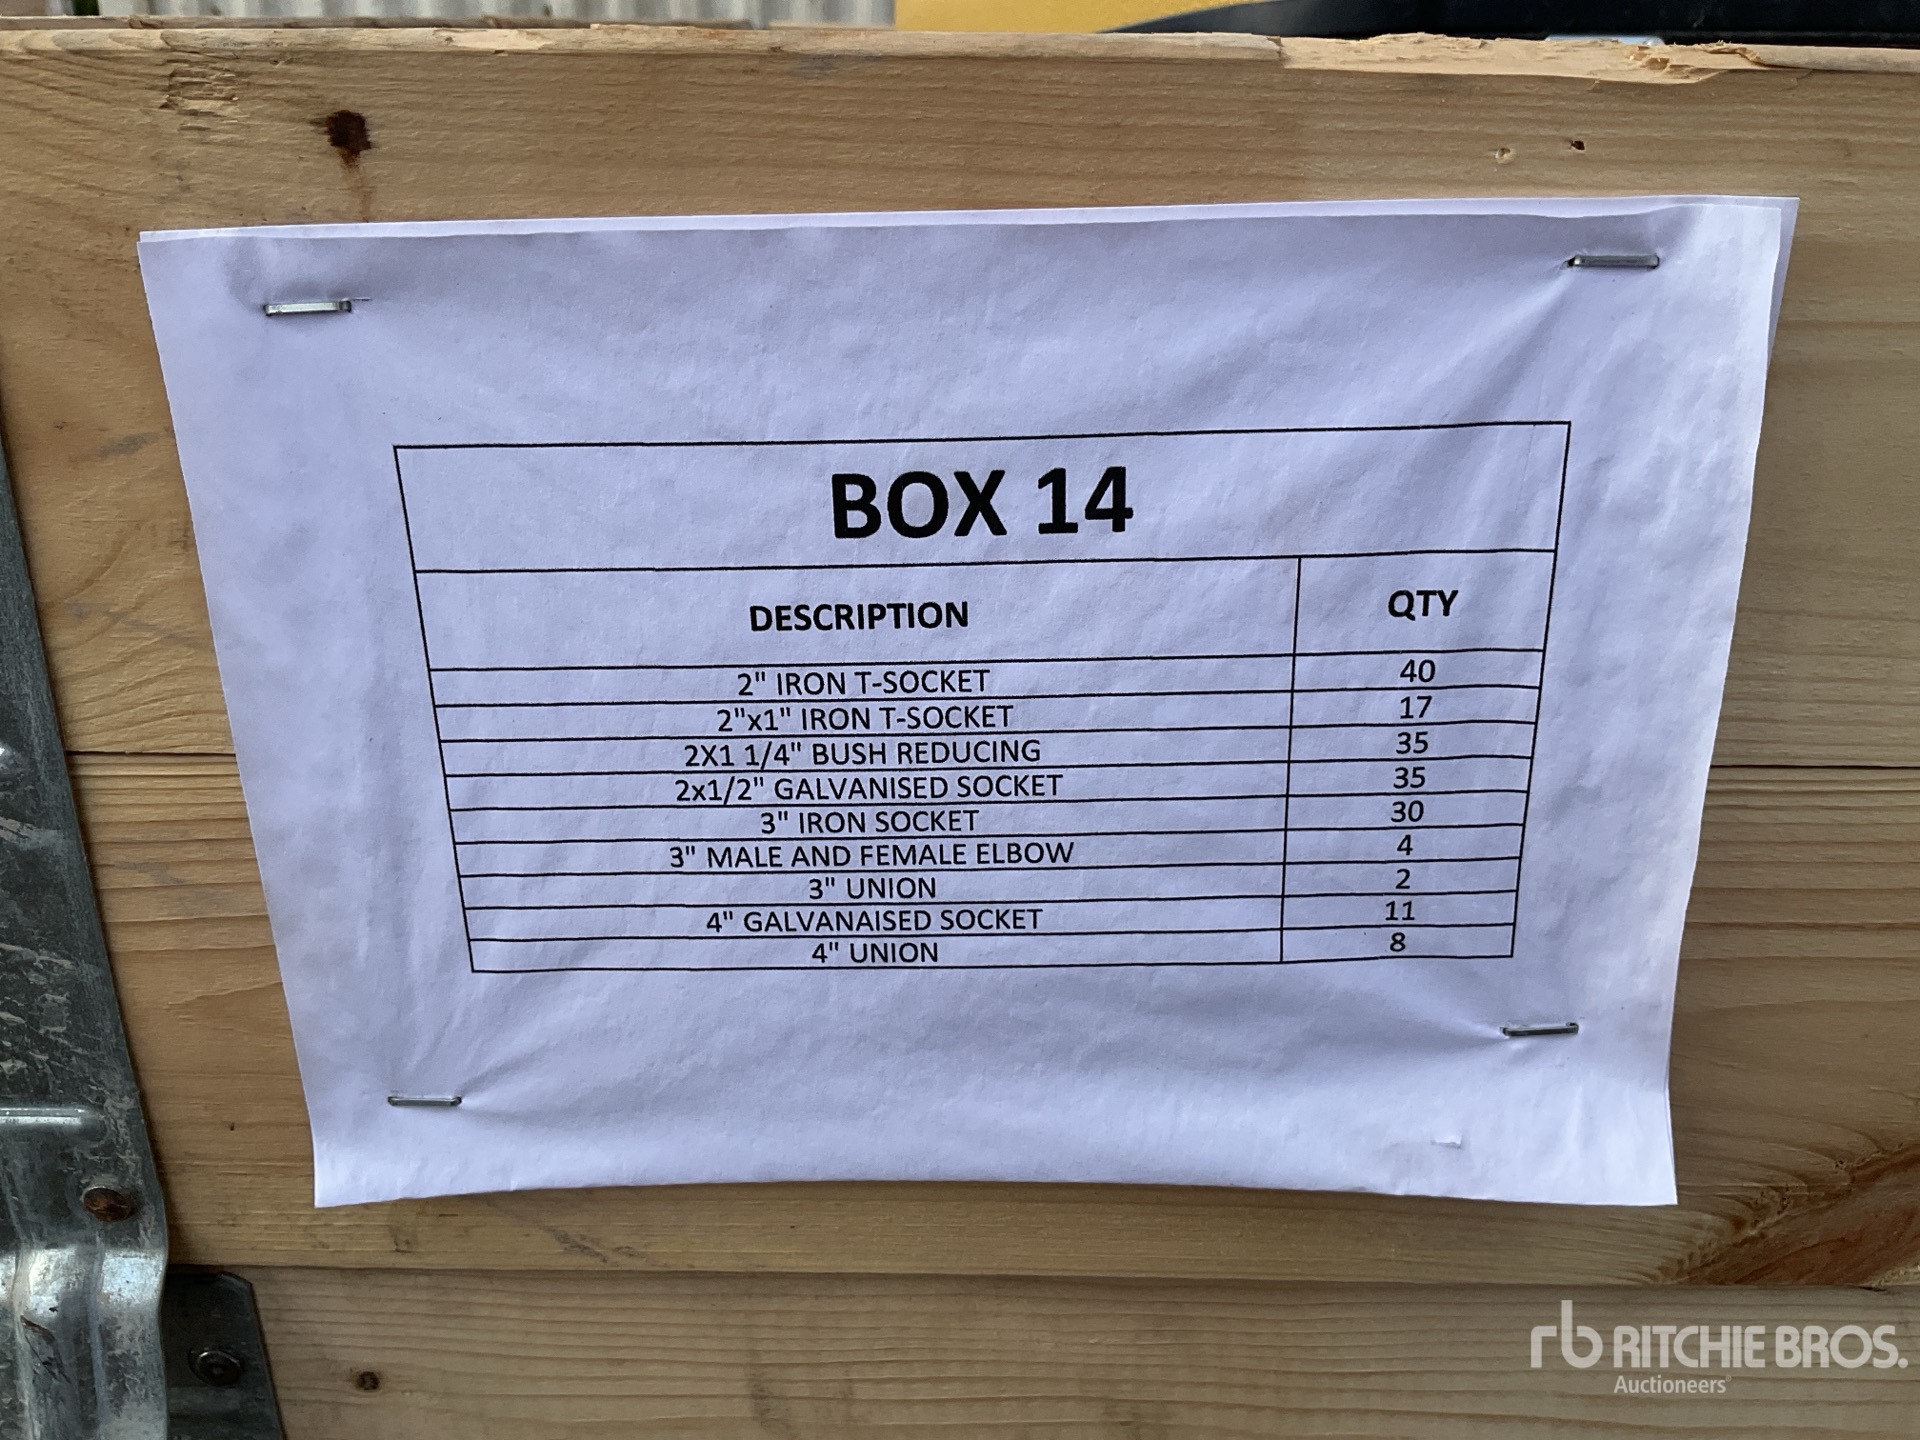 BOX 14
DESCRIPTION QTY
2" IRON T-SOCKET 40
2"x1" IRON T-SOCKET 17
2X1 1/4" BUSH REDUCING 35
2x1/2" GALVANISED SOCKET 35
3" IRON SOCKET 30
3" MALE AND FEMALE ELBOW 4
3" UNION 2
4" GALVANAISED SOCKET 11
4" UNION 8
rb RITCHIE BROS.
Auctioneers